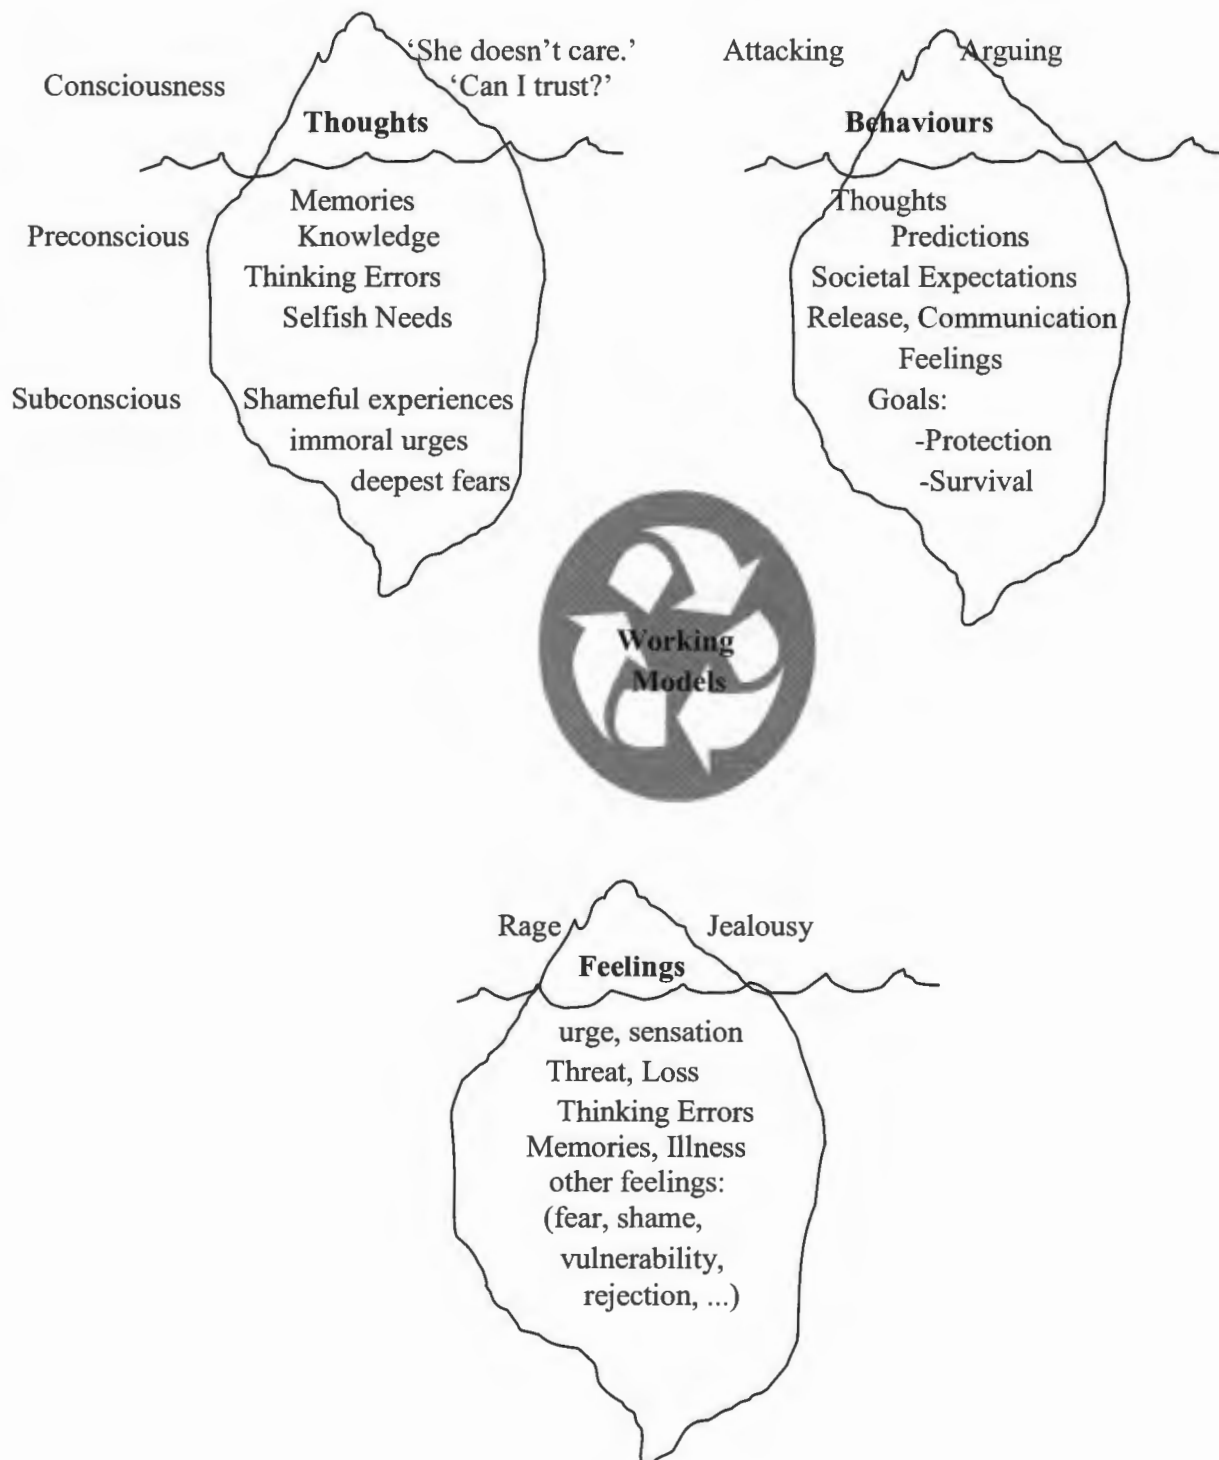 Consciousness
‘She doesn’t care.’
‘Can I trust?’
Thoughts
Memories
Preconscious
Knowledge
Thinking Errors
Selfish Needs
Subconscious
Shameful experiences
immoral urges
deepest fears
Attacking
Arguing
Behaviours
Thoughts
Predictions
Societal Expectations
Release, Communication
Feelings
Goals:
-Protection
-Survival
Working
Models
Rage
Jealousy
Feelings
urge, sensation
Threat, Loss
Thinking Errors
Memories, Illness
other feelings:
(fear, shame,
vulnerability,
rejection, ...)